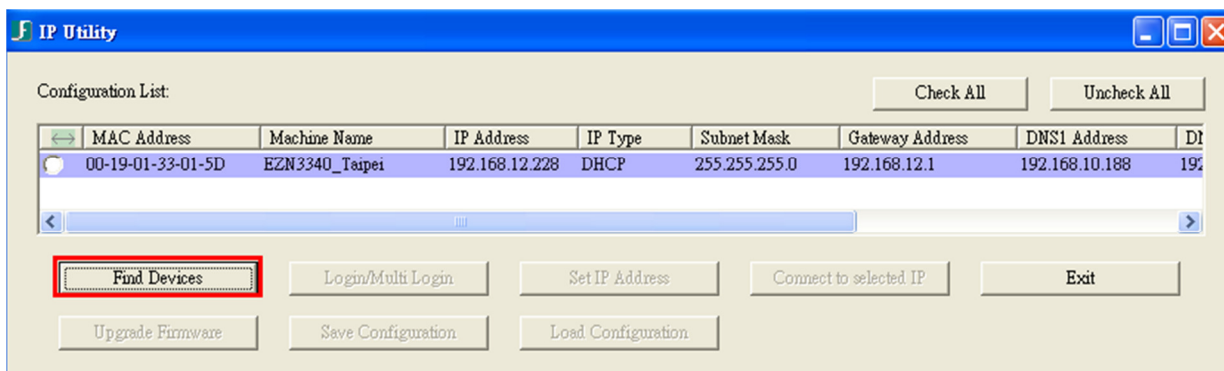 IP Utility
Configuration List:
Check All
Uncheck All
MAC Address Machine Name IP Address IP Type Subnet Mask Gateway Address DNS1 Address
00-19-01-33-01-5D EZN3340_Taipei 192.168.12.228 DHCP 255.255.255.0 192.168.12.1 192.168.10.188
Find Devices Login/Multi Login Set IP Address Connect to selected IP Exit
Upgrade Firmware Save Configuration Load Configuration